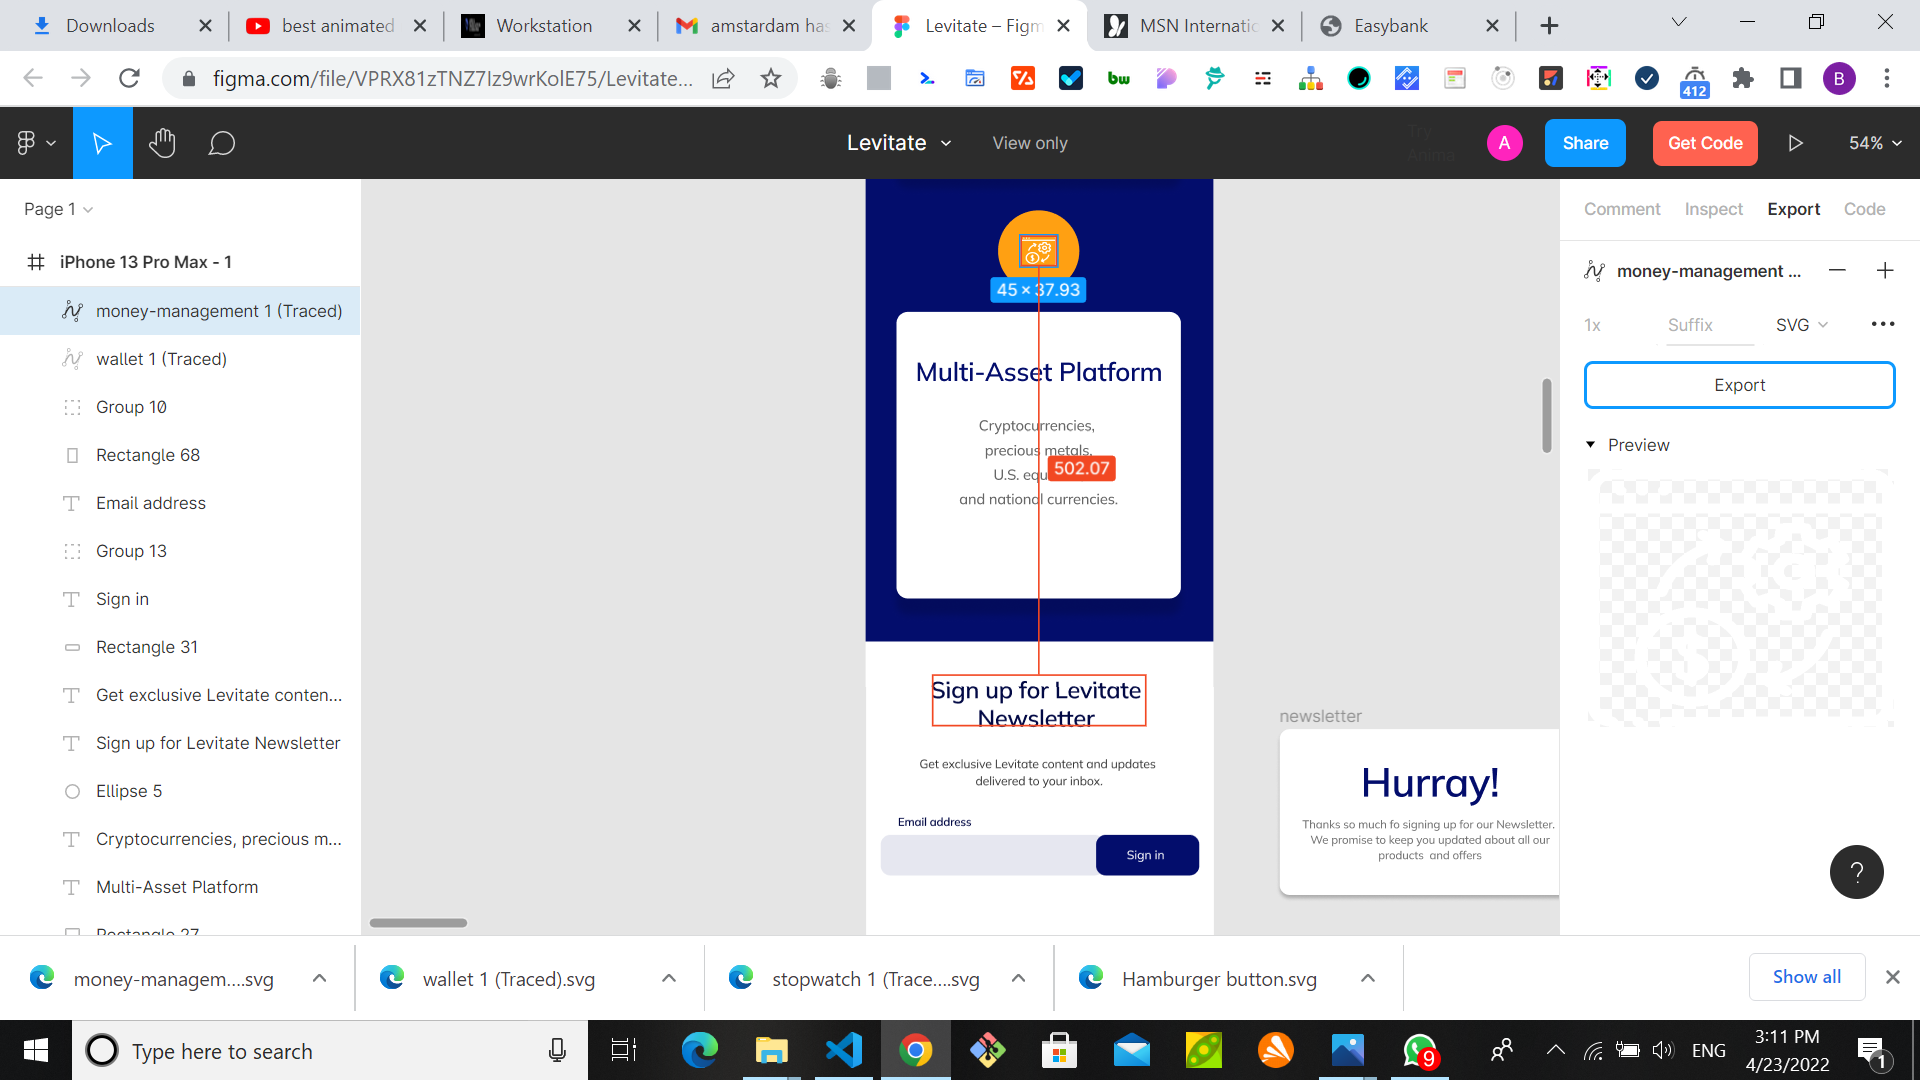 Downloads
best animated
Workstation
amstardam has
Levitate – Figm
MSN Internatio
Easybank
figma.com/file/VPRX81zTNZ7Iz9wrKolE75/Levitate...
bw
412
B
Levitate
View only
Try
Anima
A
Share
Get Code
54%
Page 1
iPhone 13 Pro Max - 1
money-management 1 (Traced)
wallet 1 (Traced)
Group 10
Rectangle 68
Email address
Group 13
Sign in
Rectangle 31
Get exclusive Levitate conten...
Sign up for Levitate Newsletter
Ellipse 5
Cryptocurrencies, precious m...
Multi-Asset Platform
Rectangle 27
45 × 37.93
Multi-Asset Platform
Cryptocurrencies,
precious metals,
U.S. equ
502.07
and national currencies.
Sign up for Levitate
Newsletter
Get exclusive Levitate content and updates
delivered to your inbox.
Email address
Sign in
newsletter
Hurray!
Thanks so much fo signing up for our Newsletter.
We promise to keep you updated about all our
products and offers
Comment
Inspect
Export
Code
money-management ...
1x
Suffix
SVG
Export
Preview
?
money-managem....svg
wallet 1 (Traced).svg
stopwatch 1 (Trace....svg
Hamburger button.svg
Show all
Type here to search
9
ENG
3:11 PM
4/23/2022
1